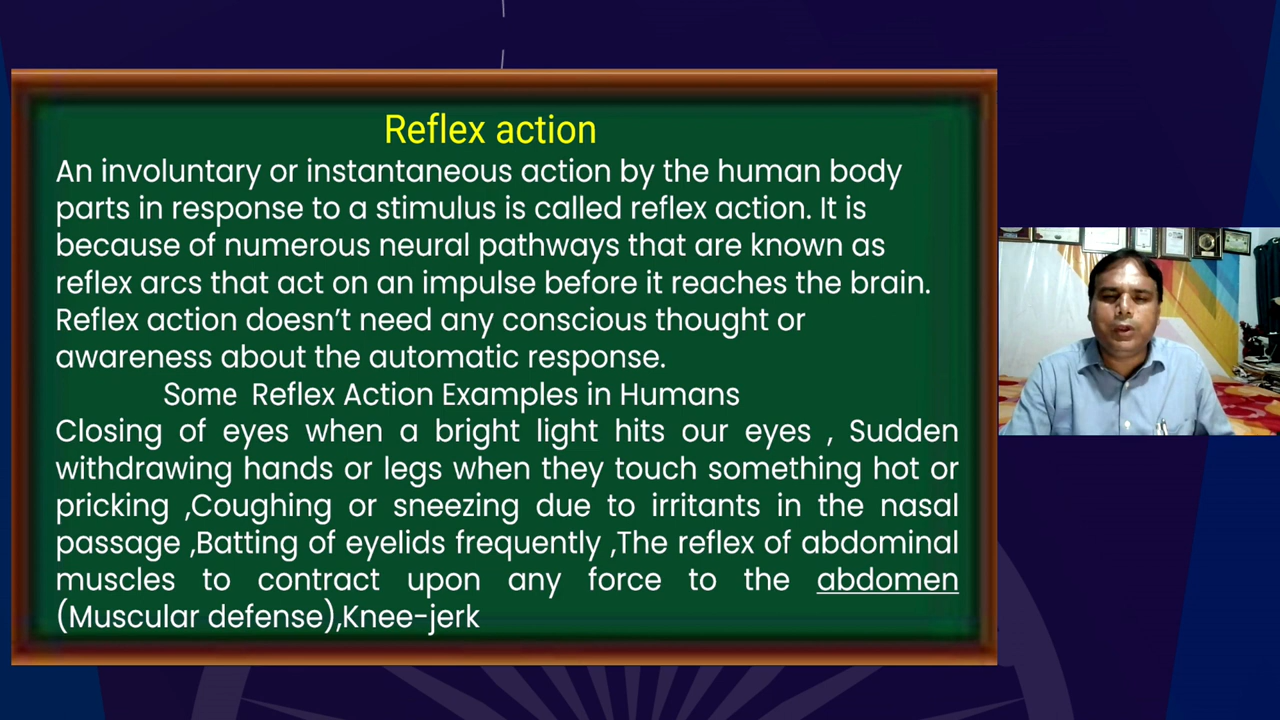 Reflex action
An involuntary or instantaneous action by the human body
parts in response to a stimulus is called reflex action. It is
because of numerous neural pathways that are known as
reflex arcs that act on an impulse before it reaches the brain.
Reflex action doesn't need any conscious thought or
awareness about the automatic response.
Some Reflex Action Examples in Humans
Closing of eyes when a bright light hits our eyes , Sudden
withdrawing hands or legs when they touch something hot or
pricking ,Coughing or sneezing due to irritants in the nasal
passage ,Batting of eyelids frequently ,The reflex of abdominal
muscles to contract upon any force to the abdomen
(Muscular defense),Knee-jerk